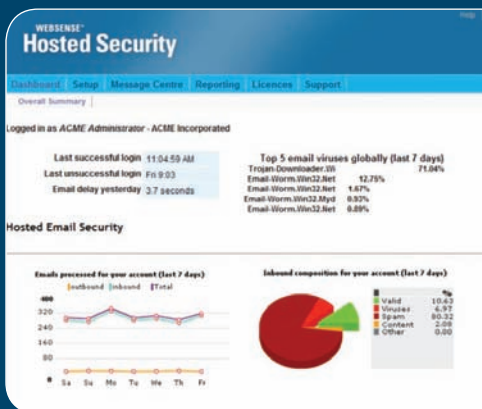 Help
WEBSENSE®
Hosted Security
Dashboard Setup Message Centre Reporting Licences Support
Overall Summary
Logged in as ACME Administrator - ACME Incorporated
Last successful login 11:04:59 AM
Last unsuccessful login Fri 9:03
Email delay yesterday 3.7 seconds
Top 5 email viruses globally (last 7 days)
Trojan-Downloader.Wi 71.04%
Email-Worm.Win32.Net 12.75%
Email-Worm.Win32.Net 1.67%
Email-Worm.Win32.Myd 0.93%
Email-Worm.Win32.Net 0.89%
Hosted Email Security
Emails processed for your account (last 7 days)
outbound inbound Total
400
320
240
160
80
0
Sa Su Mo Tu We Th Fr
Inbound composition for your account (last 7 days)
%
Valid 10.63
Viruses 6.97
Spam 80.32
Content 2.08
Other 0.00